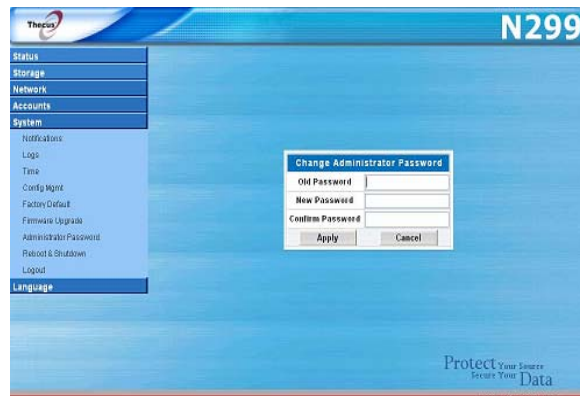 Thecus
N299
Status
Storage
Network
Accounts
System
Notifications
Logs
Time
Config Mgmt
Factory Default
Firmware Upgrade
Administrator Password
Reboot & Shutdown
Logout
Language
Change Administrator Password
Old Password
New Password
Confirm Password
Apply
Cancel
Protect Your Source
Secure Your Data